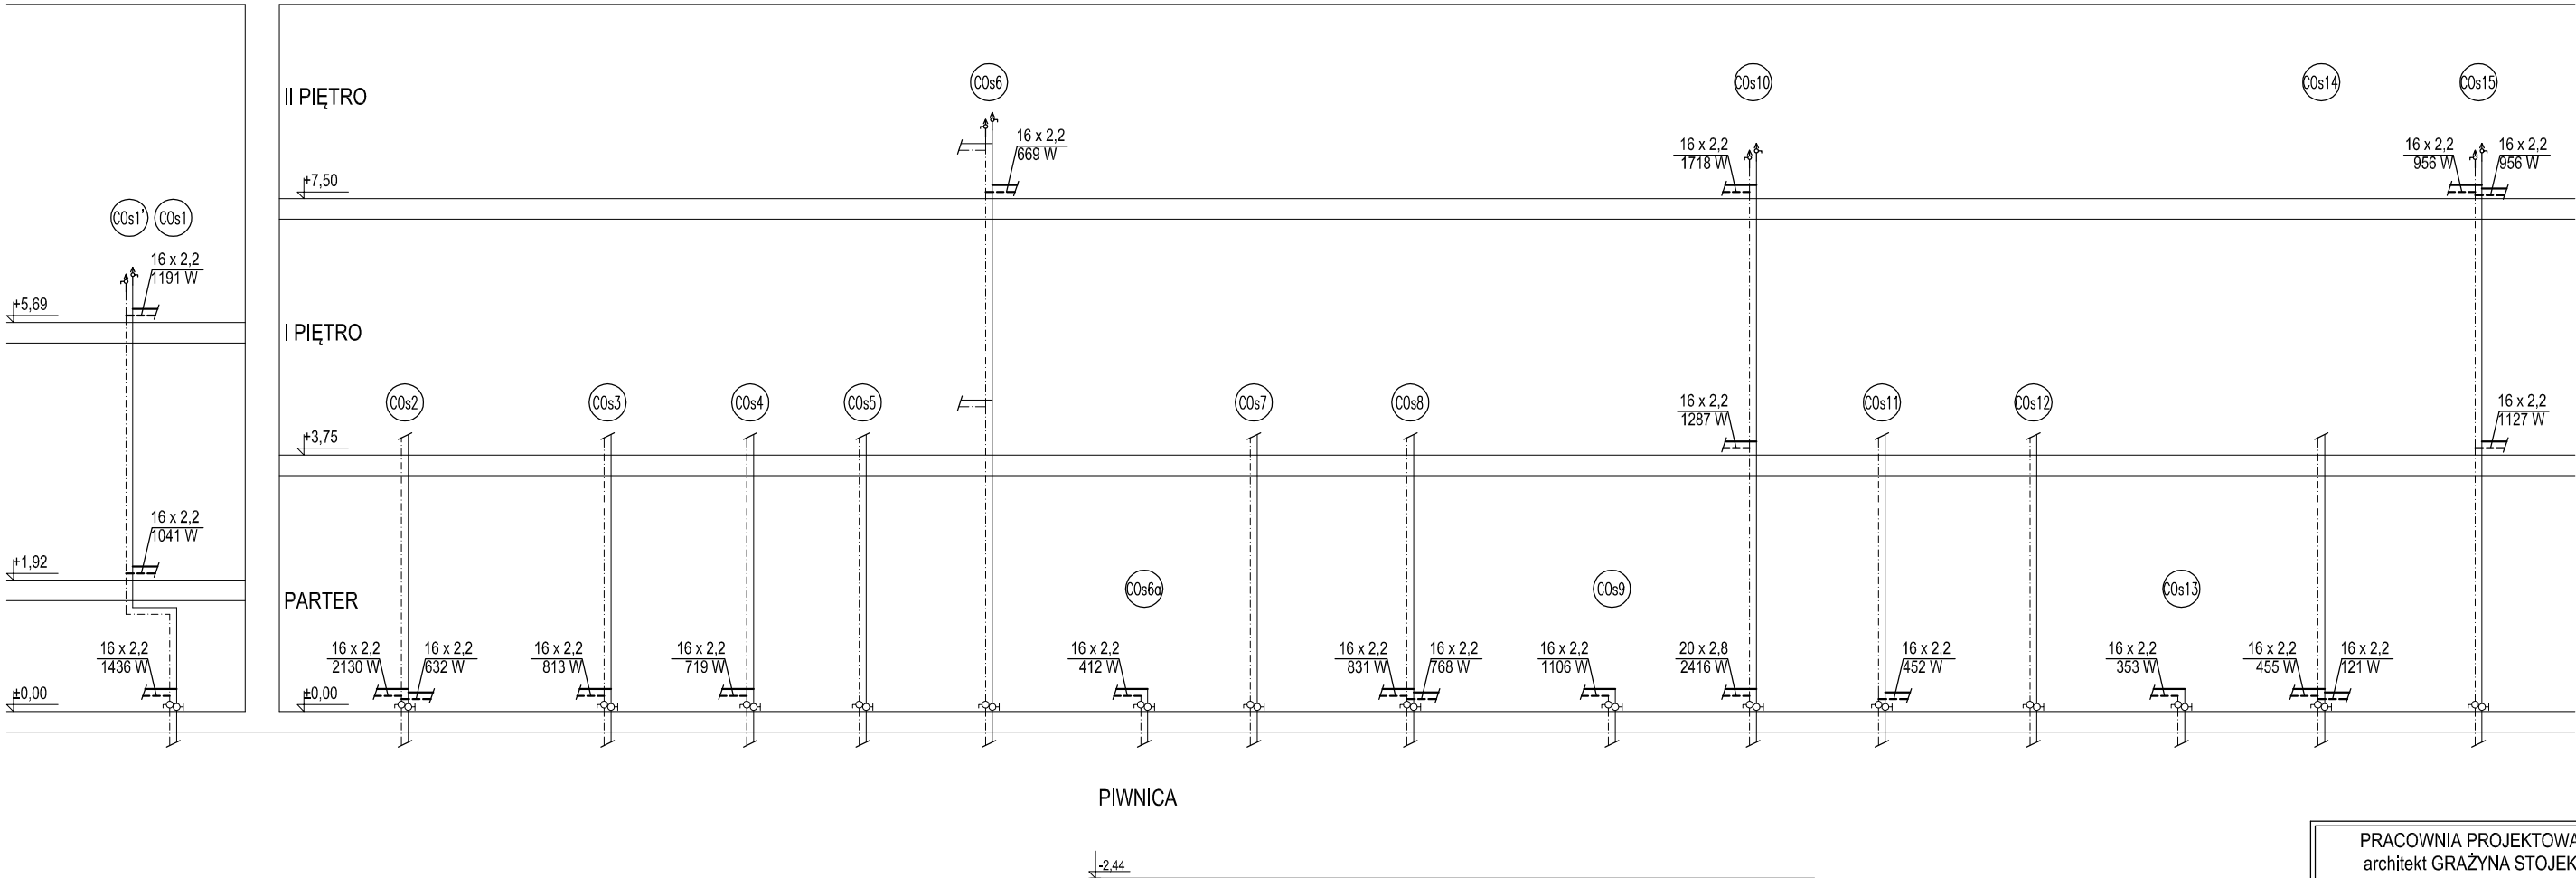 II PIĘTRO
COs6
COs10
COs14
COs15
16 x 2,2
669 W
16 x 2,2
1718 W
16 x 2,2
956 W
16 x 2,2
956 W
+7,50
COs1'
COs1
16 x 2,2
1191 W
+5,69
I PIĘTRO
COs2
COs3
COs4
COs5
COs7
COs8
16 x 2,2
1287 W
COs11
COs12
16 x 2,2
1127 W
+3,75
16 x 2,2
1041 W
+1,92
PARTER
COs6a
COs9
COs13
16 x 2,2
1436 W
16 x 2,2
2130 W
16 x 2,2
632 W
16 x 2,2
813 W
16 x 2,2
719 W
16 x 2,2
412 W
16 x 2,2
831 W
16 x 2,2
768 W
16 x 2,2
1106 W
20 x 2,8
2416 W
16 x 2,2
452 W
16 x 2,2
353 W
16 x 2,2
455 W
16 x 2,2
121 W
±0,00
±0,00
PIWNICA
-2,44
PRACOWNIA PROJEKTOWA
architekt GRAŻYNA STOJEK